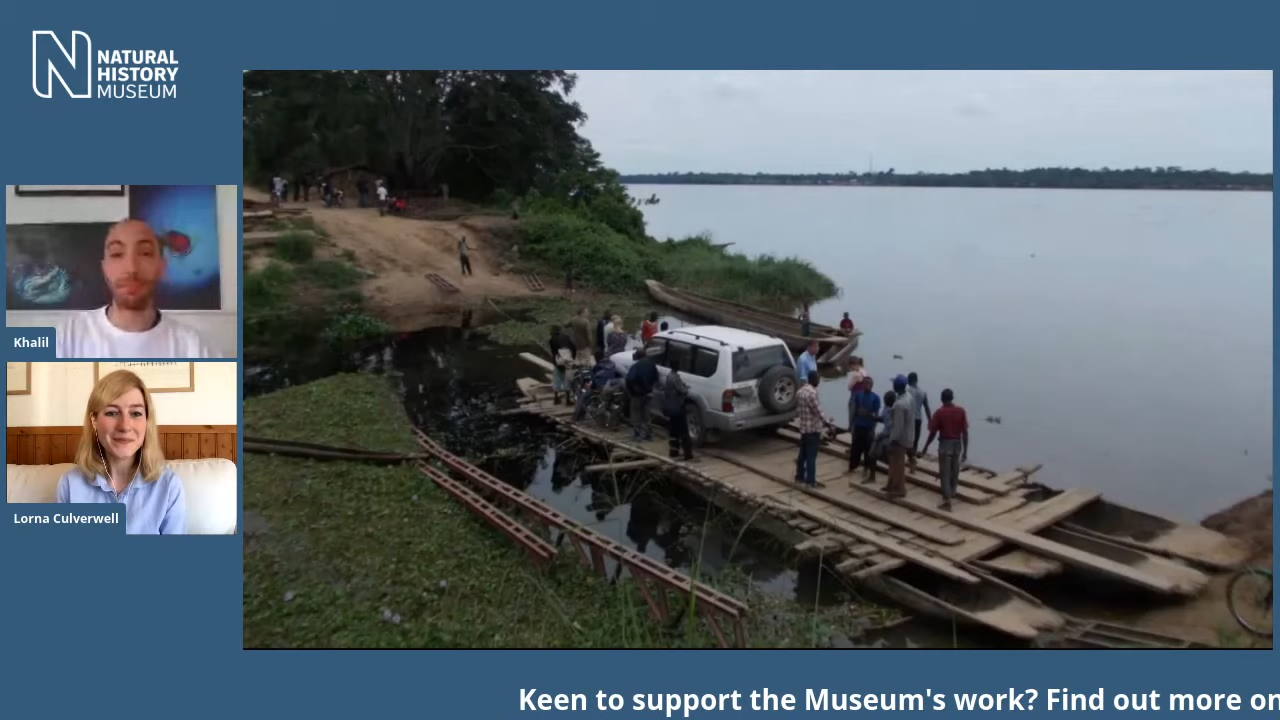 NATURAL
HISTORY
MUSEUM
Khalil
Lorna Culverwell
Keen to support the Museum's work? Find out more on